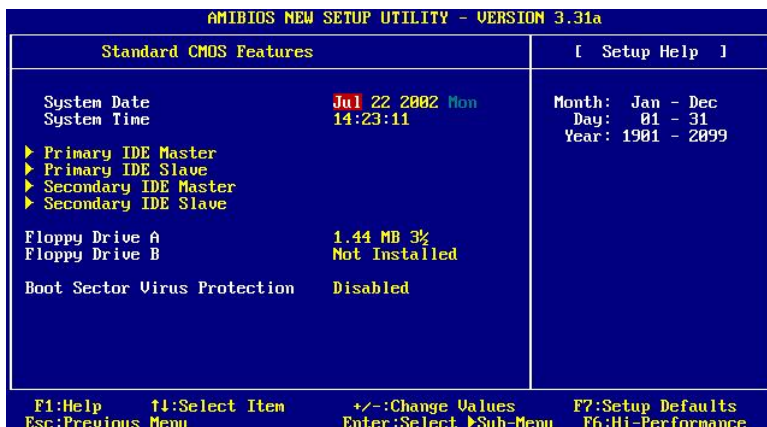 AMIBIOS NEW SETUP UTILITY - VERSION 3.31a
Standard CMOS Features
[ Setup Help ]
System Date Jul 22 2002 Mon
System Time 14:23:11
Month: Jan - Dec
Day: 01 - 31
Year: 1901 - 2099
▶ Primary IDE Master
▶ Primary IDE Slave
▶ Secondary IDE Master
▶ Secondary IDE Slave
Floppy Drive A 1.44 MB 3½
Floppy Drive B Not Installed
Boot Sector Virus Protection Disabled
F1:Help ↑↓:Select Item +/-:Change Values F7:Setup Defaults
Esc:Previous Menu Enter:Select ▶Sub-Menu F6:Hi-Performance